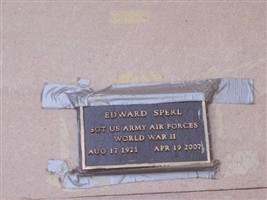 EDWARD SPERL
SGT US ARMY AIR FORCES
WORLD WAR II
AUG 17 1921 APR 19 2007